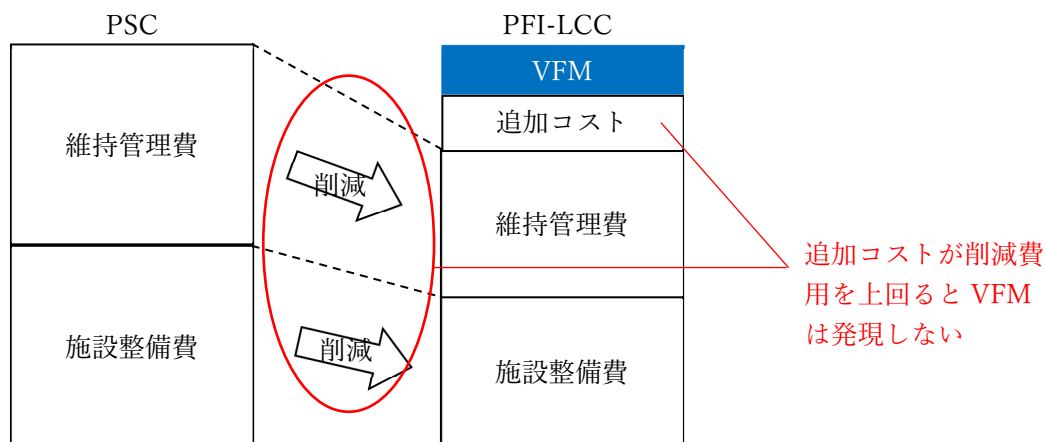 PSC
PFI-LCC
VFM
追加コスト
維持管理費
削減
維持管理費
追加コストが削減費
用を上回ると VFM
は発現しない
施設整備費
削減
施設整備費